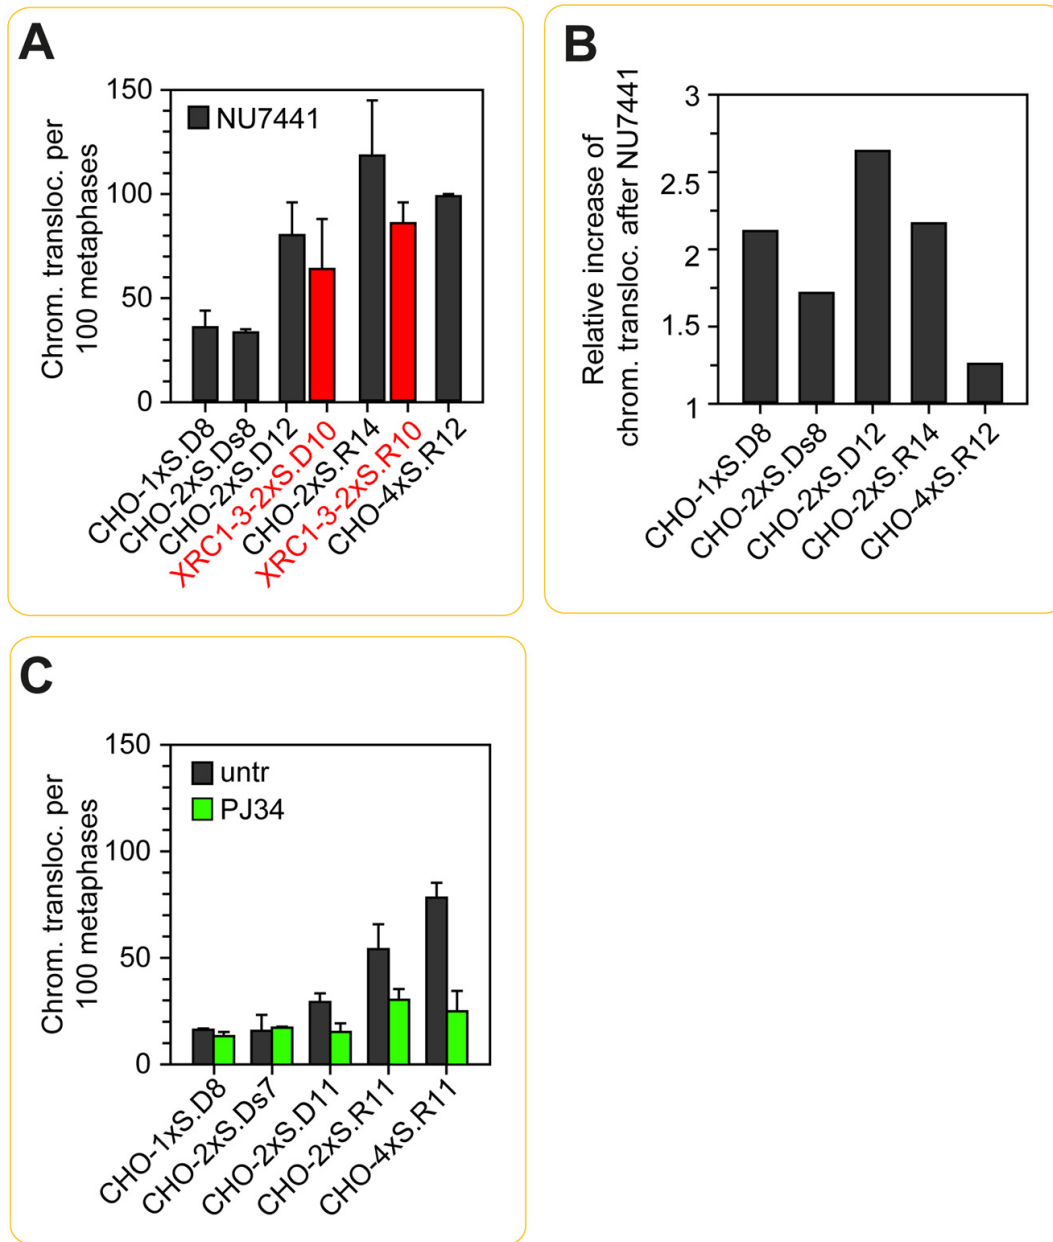 A
Chrom. transloc. per
100 metaphases
150
100
50
0
NU7441
CHO-1xS.D8
CHO-2xS.Ds8
CHO-2xS.D12
XRC1-3-2xS.D10
CHO-2xS.R14
XRC1-3-2xS.R10
CHO-4xS.R12
B
Relative increase of
chrom. transloc. after NU7441
3
2.5
2
1.5
1
CHO-1xS.D8
CHO-2xS.Ds8
CHO-2xS.D12
CHO-2xS.R14
CHO-4xS.R12
C
Chrom. transloc. per
100 metaphases
150
100
50
0
untr
PJ34
CHO-1xS.D8
CHO-2xS.Ds7
CHO-2xS.D11
CHO-2xS.R11
CHO-4xS.R11